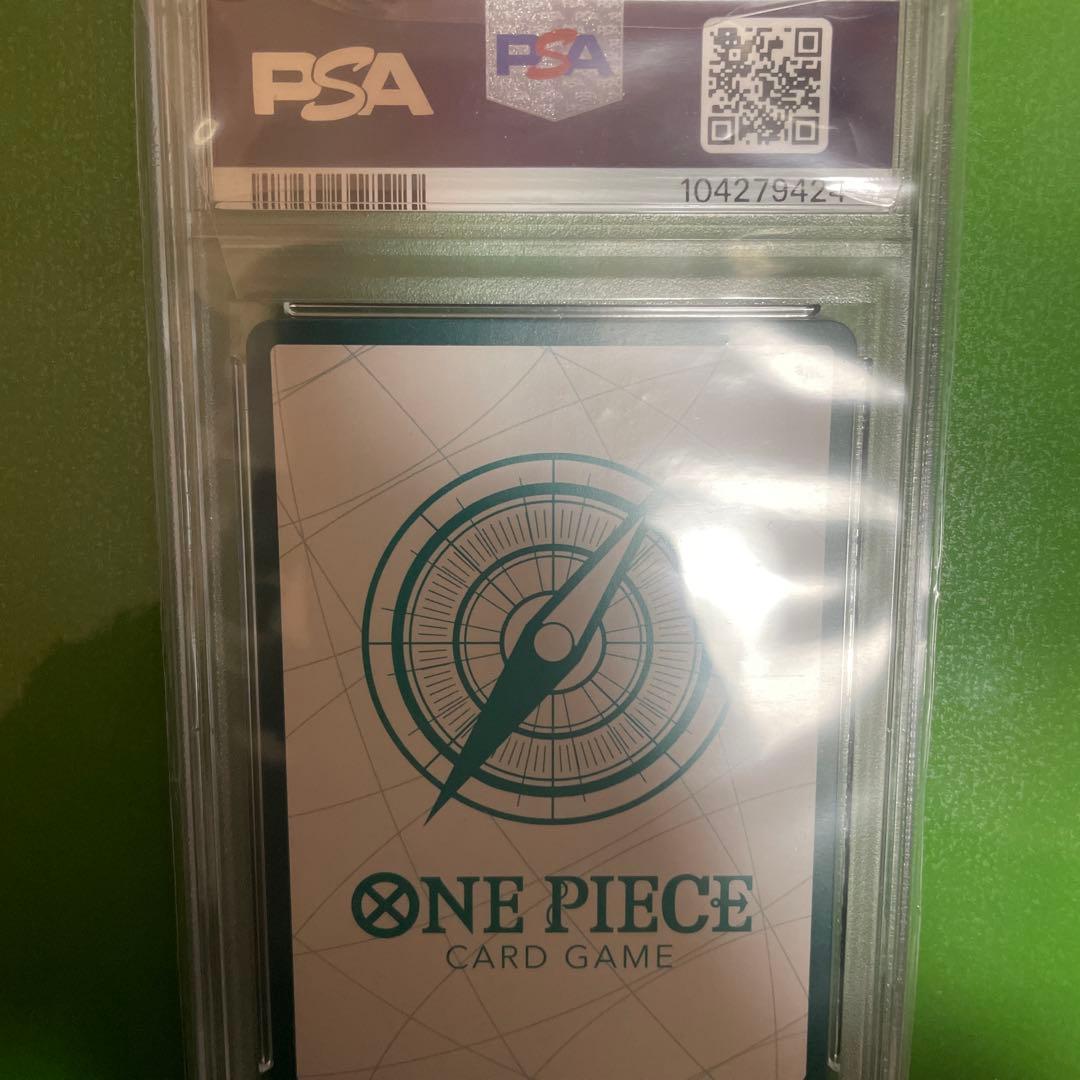 PSA
PSA
104279424
ONE PIECE
CARD GAME